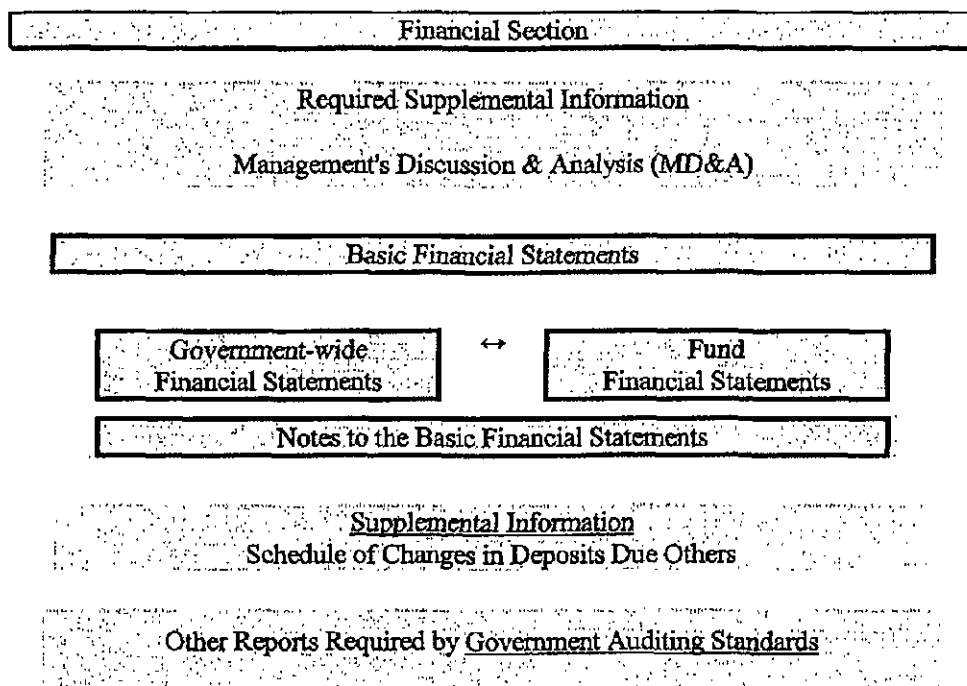 Financial Section
Required Supplemental Information
Management's Discussion & Analysis (MD&A)
Basic Financial Statements
Government-wide
Financial Statements
↔
Fund
Financial Statements
Notes to the Basic Financial Statements
Supplemental Information
Schedule of Changes in Deposits Due Others
Other Reports Required by Government Auditing Standards